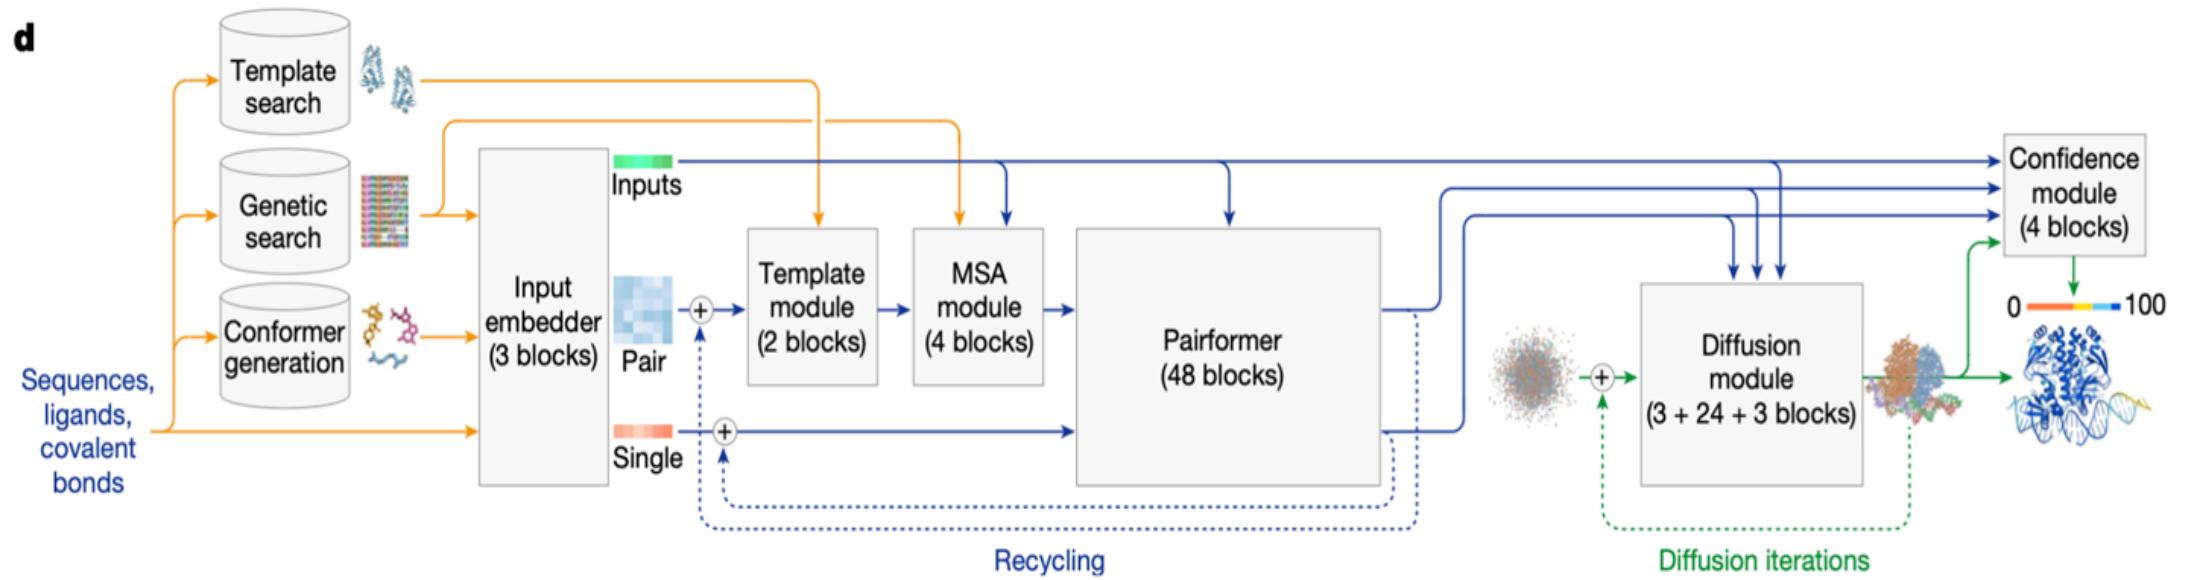 d
Template
search
Genetic
search
Conformer
generation
Sequences,
ligands,
covalent
bonds
Input
embedder
(3 blocks)
Inputs
Pair
Single
+
+
Template
module
(2 blocks)
MSA
module
(4 blocks)
Pairformer
(48 blocks)
Recycling
+
Diffusion
module
(3 + 24 + 3 blocks)
Diffusion iterations
Confidence
module
(4 blocks)
0 100